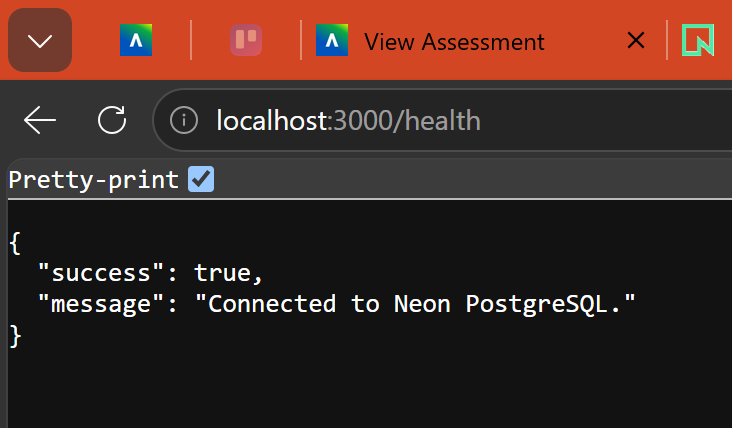 View Assessment
localhost:3000/health
Pretty-print
{
  "success": true,
  "message": "Connected to Neon PostgreSQL."
}